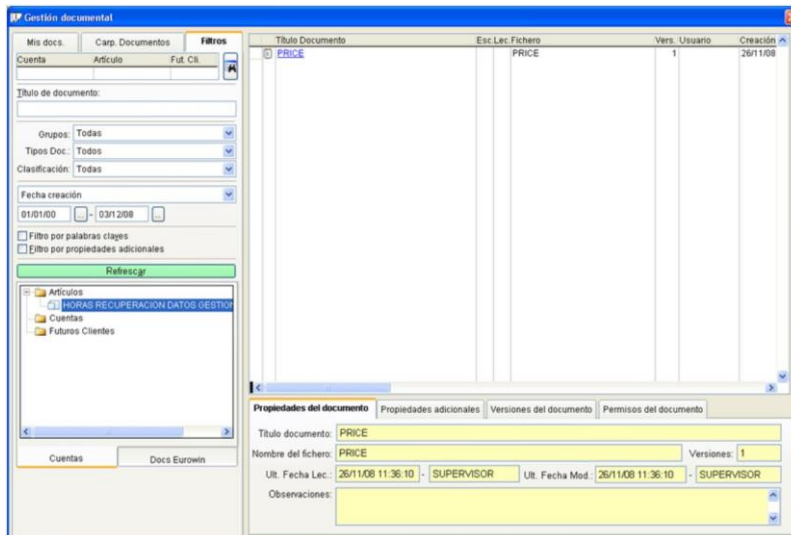 Gestión documental
Mis docs. Carp. Documentos Filtros
Cuenta Artículo Fut. Cli.
Título de documento:
Grupos: Todas
Tipos Doc.: Todos
Clasificación: Todas
Fecha creación
01/01/00 ... - 03/12/08 ...
Filtro por palabras claves
Filtro por propiedades adicionales
Refrescar
Artículos
HORAS RECUPERACION DATOS GESTION
Cuentas
Futuros Clientes
Cuentas Docs Eurowin
Título Documento Esc. Lec. Fichero Vers. Usuario Creación
PRICE PRICE 1 26/11/08
Propiedades del documento Propiedades adicionales Versiones del documento Permisos del documento
Título documento: PRICE
Nombre del fichero: PRICE Versiones: 1
Ult. Fecha Lec.: 26/11/08 11:36:10 - SUPERVISOR Ult. Fecha Mod.: 26/11/08 11:36:10 - SUPERVISOR
Observaciones: